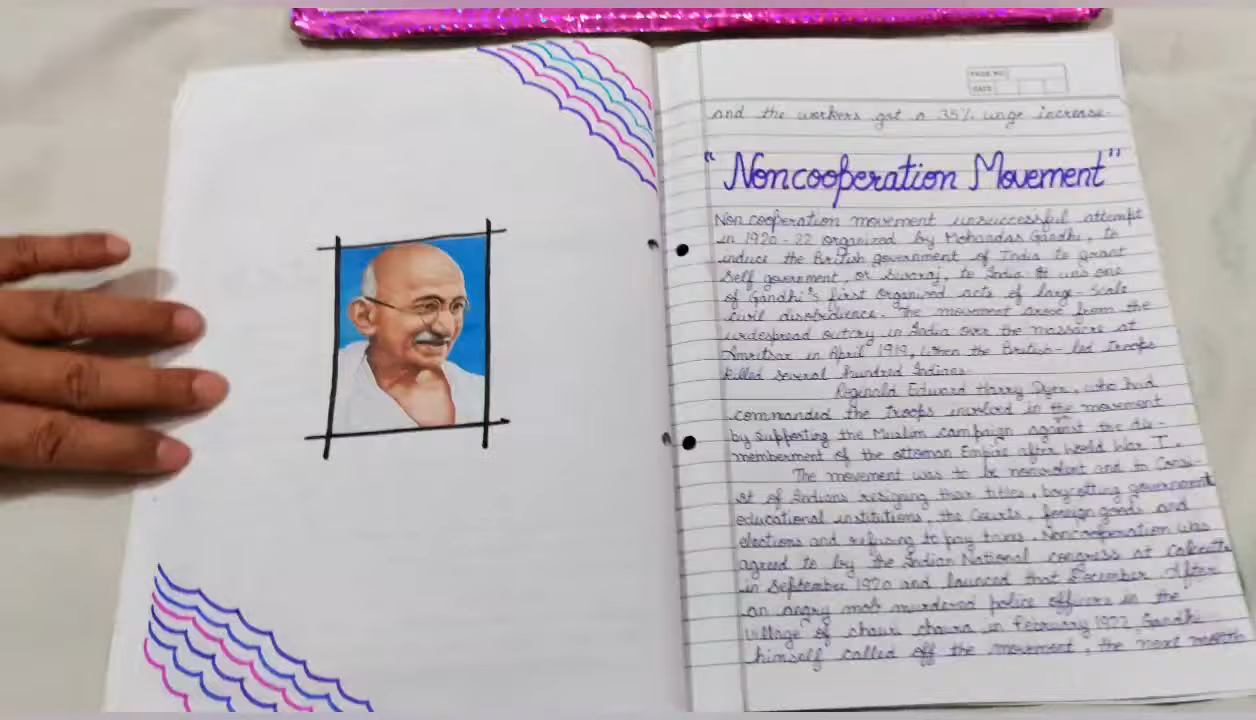 PAGE NO.
DATE
and the workers got a 35% wage increase.
"Noncooperation Movement"
Non cooperation movement unsuccessful attempt
in 1920-22 organized by Mohandas Gandhi, to
induce the British government of India to grant
Self government, or Swaraj, to India. It was one
of Gandhi's first organized acts of large scale
civil disobedience. The movement arose from the
widespread outcry in India over the massacre at
Amritsar in April 1919, when the British-led troops
killed several hundred Indians.
Reginald Edward Harry Dyer, who had
commanded the troops involved in the movement
by supporting the Muslim campaign against the dis-
memberment of the ottoman Empire after World War I.
The movement was to be nonviolent and to Consi-
st of Indians resigning their titles, boycotting government
educational institutions, the Courts, foreign goods and
elections and refusing to pay taxes. Noncooperation was
agreed to by the Indian National congress at calcutta
in September 1920 and launced that December. After
an angry mob murdered police officers in the
village of chauri chaura in February 1922, Gandhi
himself called off the movement, the next month